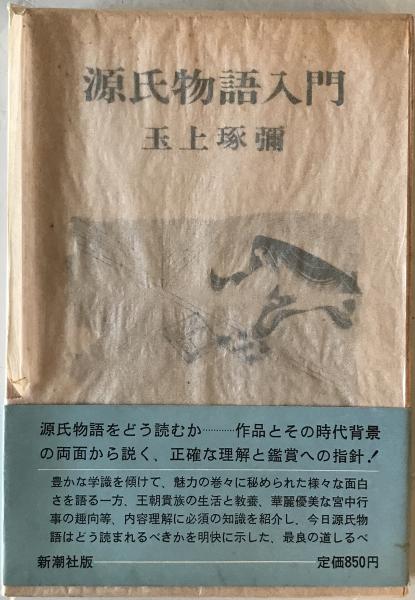 源氏物語入門
玉上琢彌
源氏物語をどう読むか…………作品とその時代背景
の両面から説く、正確な理解と鑑賞への指針!
豊かな学識を傾けて、魅力の巻々に秘められた様々な面白
さを語る一方、王朝貴族の生活と教養、華麗優美な宮中行
事の趣向等、内容理解に必須の知識を紹介し、今日源氏物
語はどう読まれるべきかを明快に示した、最良の道しるべ
新潮社版 定価850円